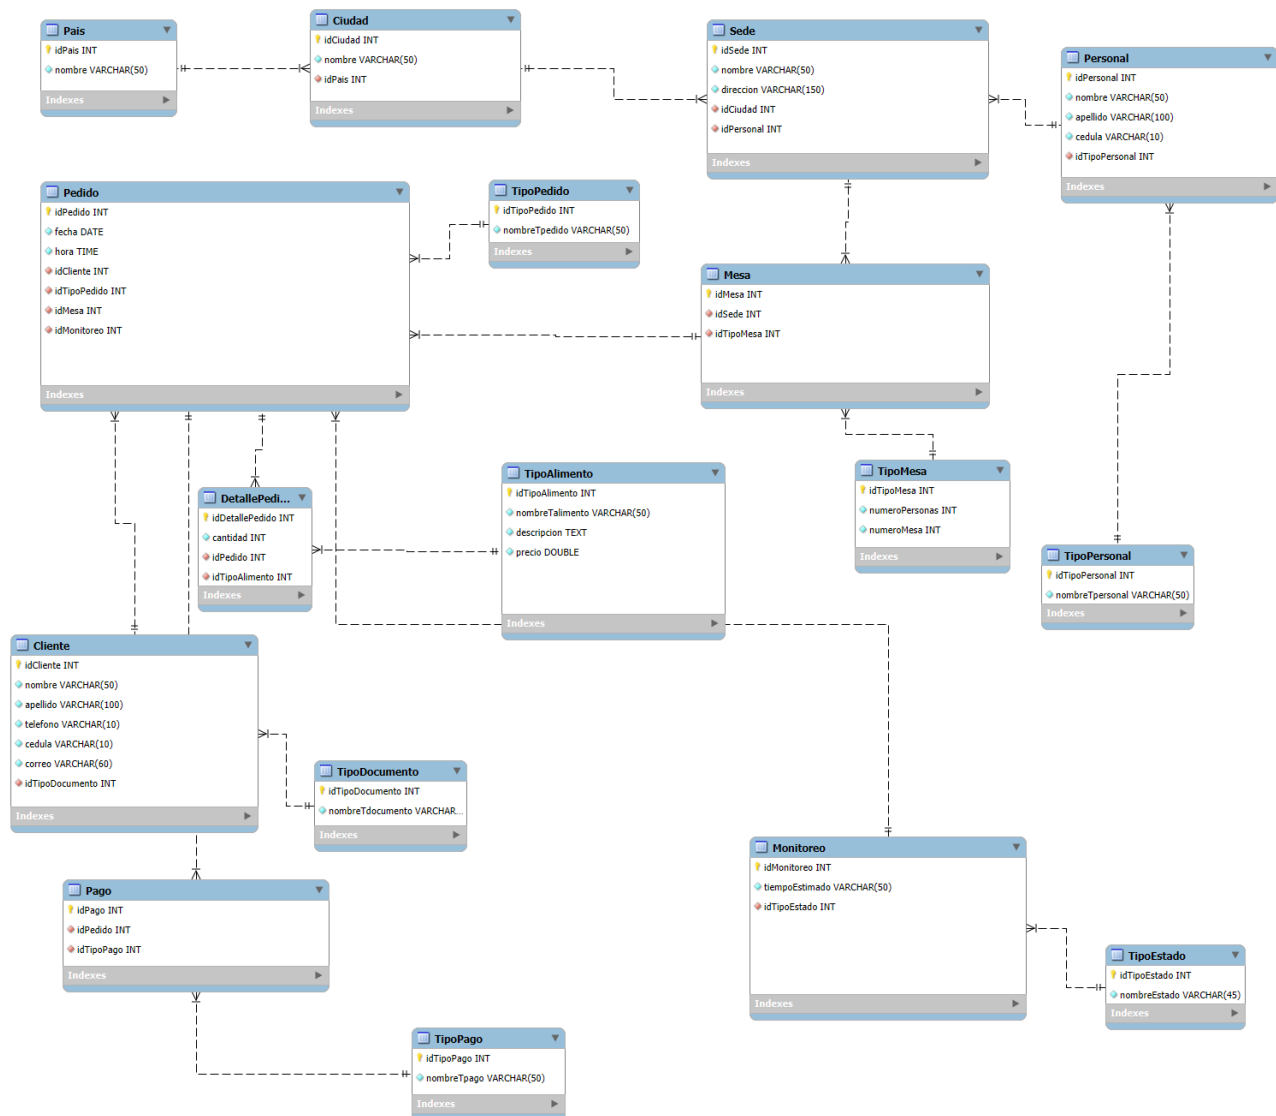 Pais
idPais INT
nombre VARCHAR(50)
Indexes
Ciudad
idCiudad INT
nombre VARCHAR(50)
idPais INT
Indexes
Sede
idSede INT
nombre VARCHAR(50)
direccion VARCHAR(150)
idCiudad INT
idPersonal INT
Indexes
Personal
idPersonal INT
nombre VARCHAR(50)
apellido VARCHAR(100)
cedula VARCHAR(10)
idTipoPersonal INT
Indexes
Pedido
idPedido INT
fecha DATE
hora TIME
idCliente INT
idTipoPedido INT
idMesa INT
idMonitoreo INT
Indexes
TipoPedido
idTipoPedido INT
nombreTpedido VARCHAR(50)
Indexes
Mesa
idMesa INT
idSede INT
idTipoMesa INT
Indexes
DetallePedi...
idDetallePedido INT
cantidad INT
idPedido INT
idTipoAlimento INT
Indexes
TipoAlimento
idTipoAlimento INT
nombreTalimento VARCHAR(50)
descripcion TEXT
precio DOUBLE
Indexes
TipoMesa
idTipoMesa INT
numeroPersonas INT
numeroMesa INT
Indexes
TipoPersonal
idTipoPersonal INT
nombreTpersonal VARCHAR(50)
Indexes
Cliente
idCliente INT
nombre VARCHAR(50)
apellido VARCHAR(100)
telefono VARCHAR(10)
cedula VARCHAR(10)
correo VARCHAR(60)
idTipoDocumento INT
Indexes
TipoDocumento
idTipoDocumento INT
nombreTdocumento VARCHAR...
Indexes
Pago
idPago INT
idPedido INT
idTipoPago INT
Indexes
Monitoreo
idMonitoreo INT
tiempoEstimado VARCHAR(50)
idTipoEstado INT
Indexes
TipoEstado
idTipoEstado INT
nombreEstado VARCHAR(45)
Indexes
TipoPago
idTipoPago INT
nombreTpago VARCHAR(50)
Indexes